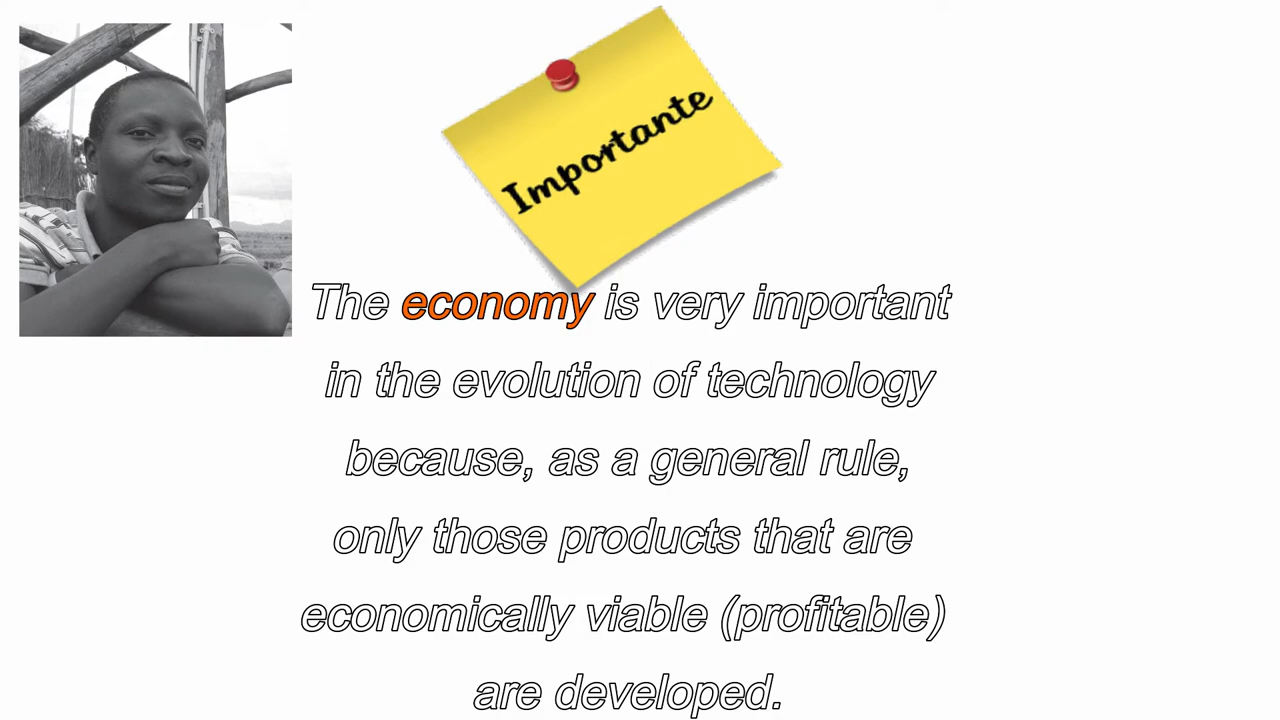 Importante
The economy is very important
in the evolution of technology
because, as a general rule,
only those products that are
economically viable (profitable)
are developed.